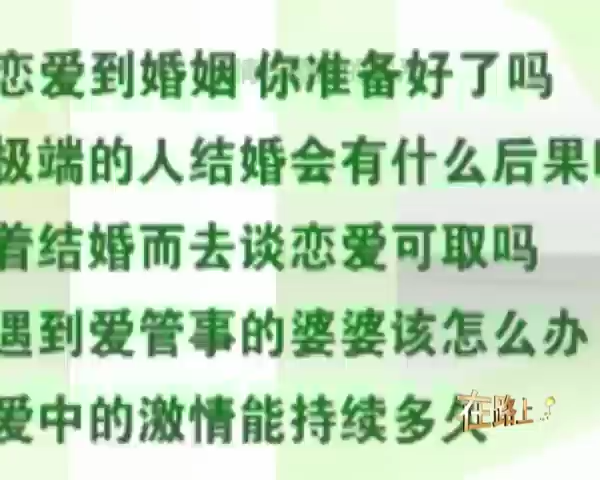 恋爱到婚姻 你准备好了吗
极端的人结婚会有什么后果
着结婚而去谈恋爱可取吗
遇到爱管事的婆婆该怎么办
爱中的激情能持续多久
在路上